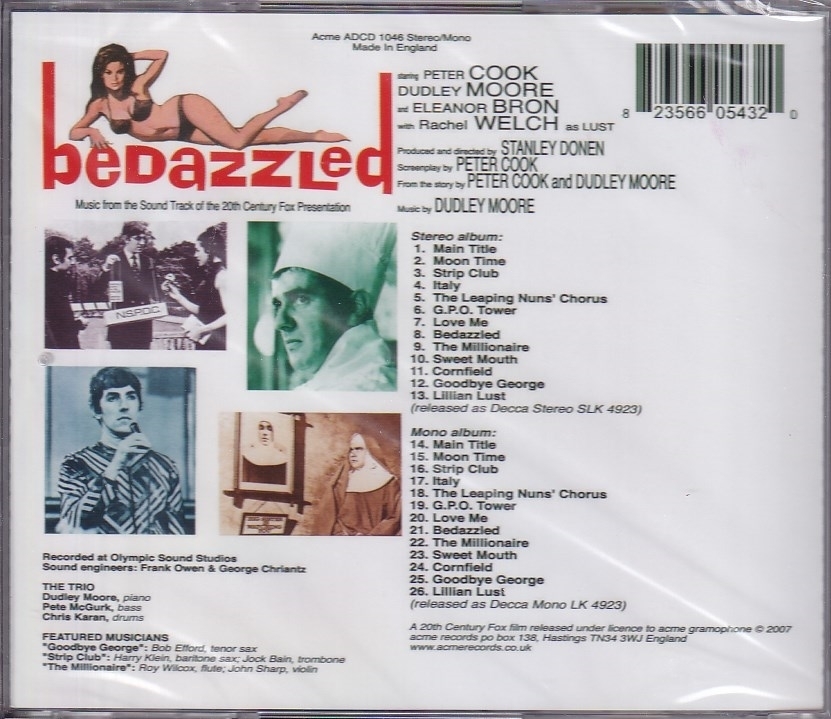 Acme ADCD 1046 Stereo/Mono
Made In England
bedazzled
Music from the Sound Track of the 20th Century Fox Presentation
starring PETER COOK
DUDLEY MOORE
and ELEANOR BRON
with Rachel WELCH as LUST
Produced and directed by STANLEY DONEN
Screenplay by PETER COOK
From the story by PETER COOK and DUDLEY MOORE
Music by DUDLEY MOORE
8 23566 05432 0
NSPDC
Stereo album:
1. Main Title
2. Moon Time
3. Strip Club
4. Italy
5. The Leaping Nuns' Chorus
6. G.P.O. Tower
7. Love Me
8. Bedazzled
9. The Millionaire
10. Sweet Mouth
11. Cornfield
12. Goodbye George
13. Lillian Lust
(released as Decca Stereo SLK 4923)
Mono album:
14. Main Title
15. Moon Time
16. Strip Club
17. Italy
18. The Leaping Nuns' Chorus
19. G.P.O. Tower
20. Love Me
21. Bedazzled
22. The Millionaire
23. Sweet Mouth
24. Cornfield
25. Goodbye George
26. Lillian Lust
(released as Decca Mono LK 4923)
A 20th Century Fox film released under licence to acme gramophone © 2007
acme records po box 138, Hastings TN34 3WJ England
www.acmerecords.co.uk
Recorded at Olympic Sound Studios
Sound engineers: Frank Owen & George Chriantz
THE TRIO
Dudley Moore, piano
Pete McGurk, bass
Chris Karan, drums
FEATURED MUSICIANS
"Goodbye George": Bob Efford, tenor sax
"Strip Club": Harry Klein, baritone sax; Jock Bain, trombone
"The Millionaire": Roy Wilcox, flute; John Sharp, violin